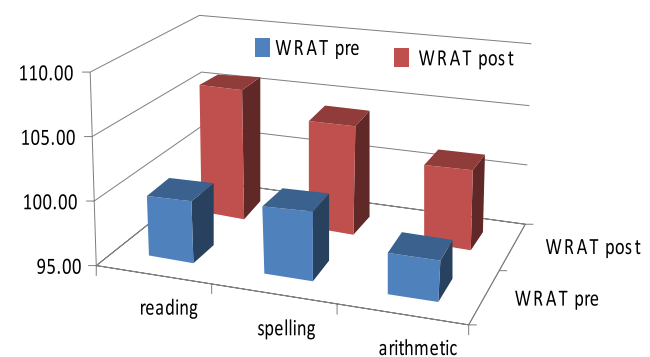 WRAT pre
WRAT post
110.00
105.00
100.00
95.00
reading
spelling
arithmetic
WRAT post
WRAT pre